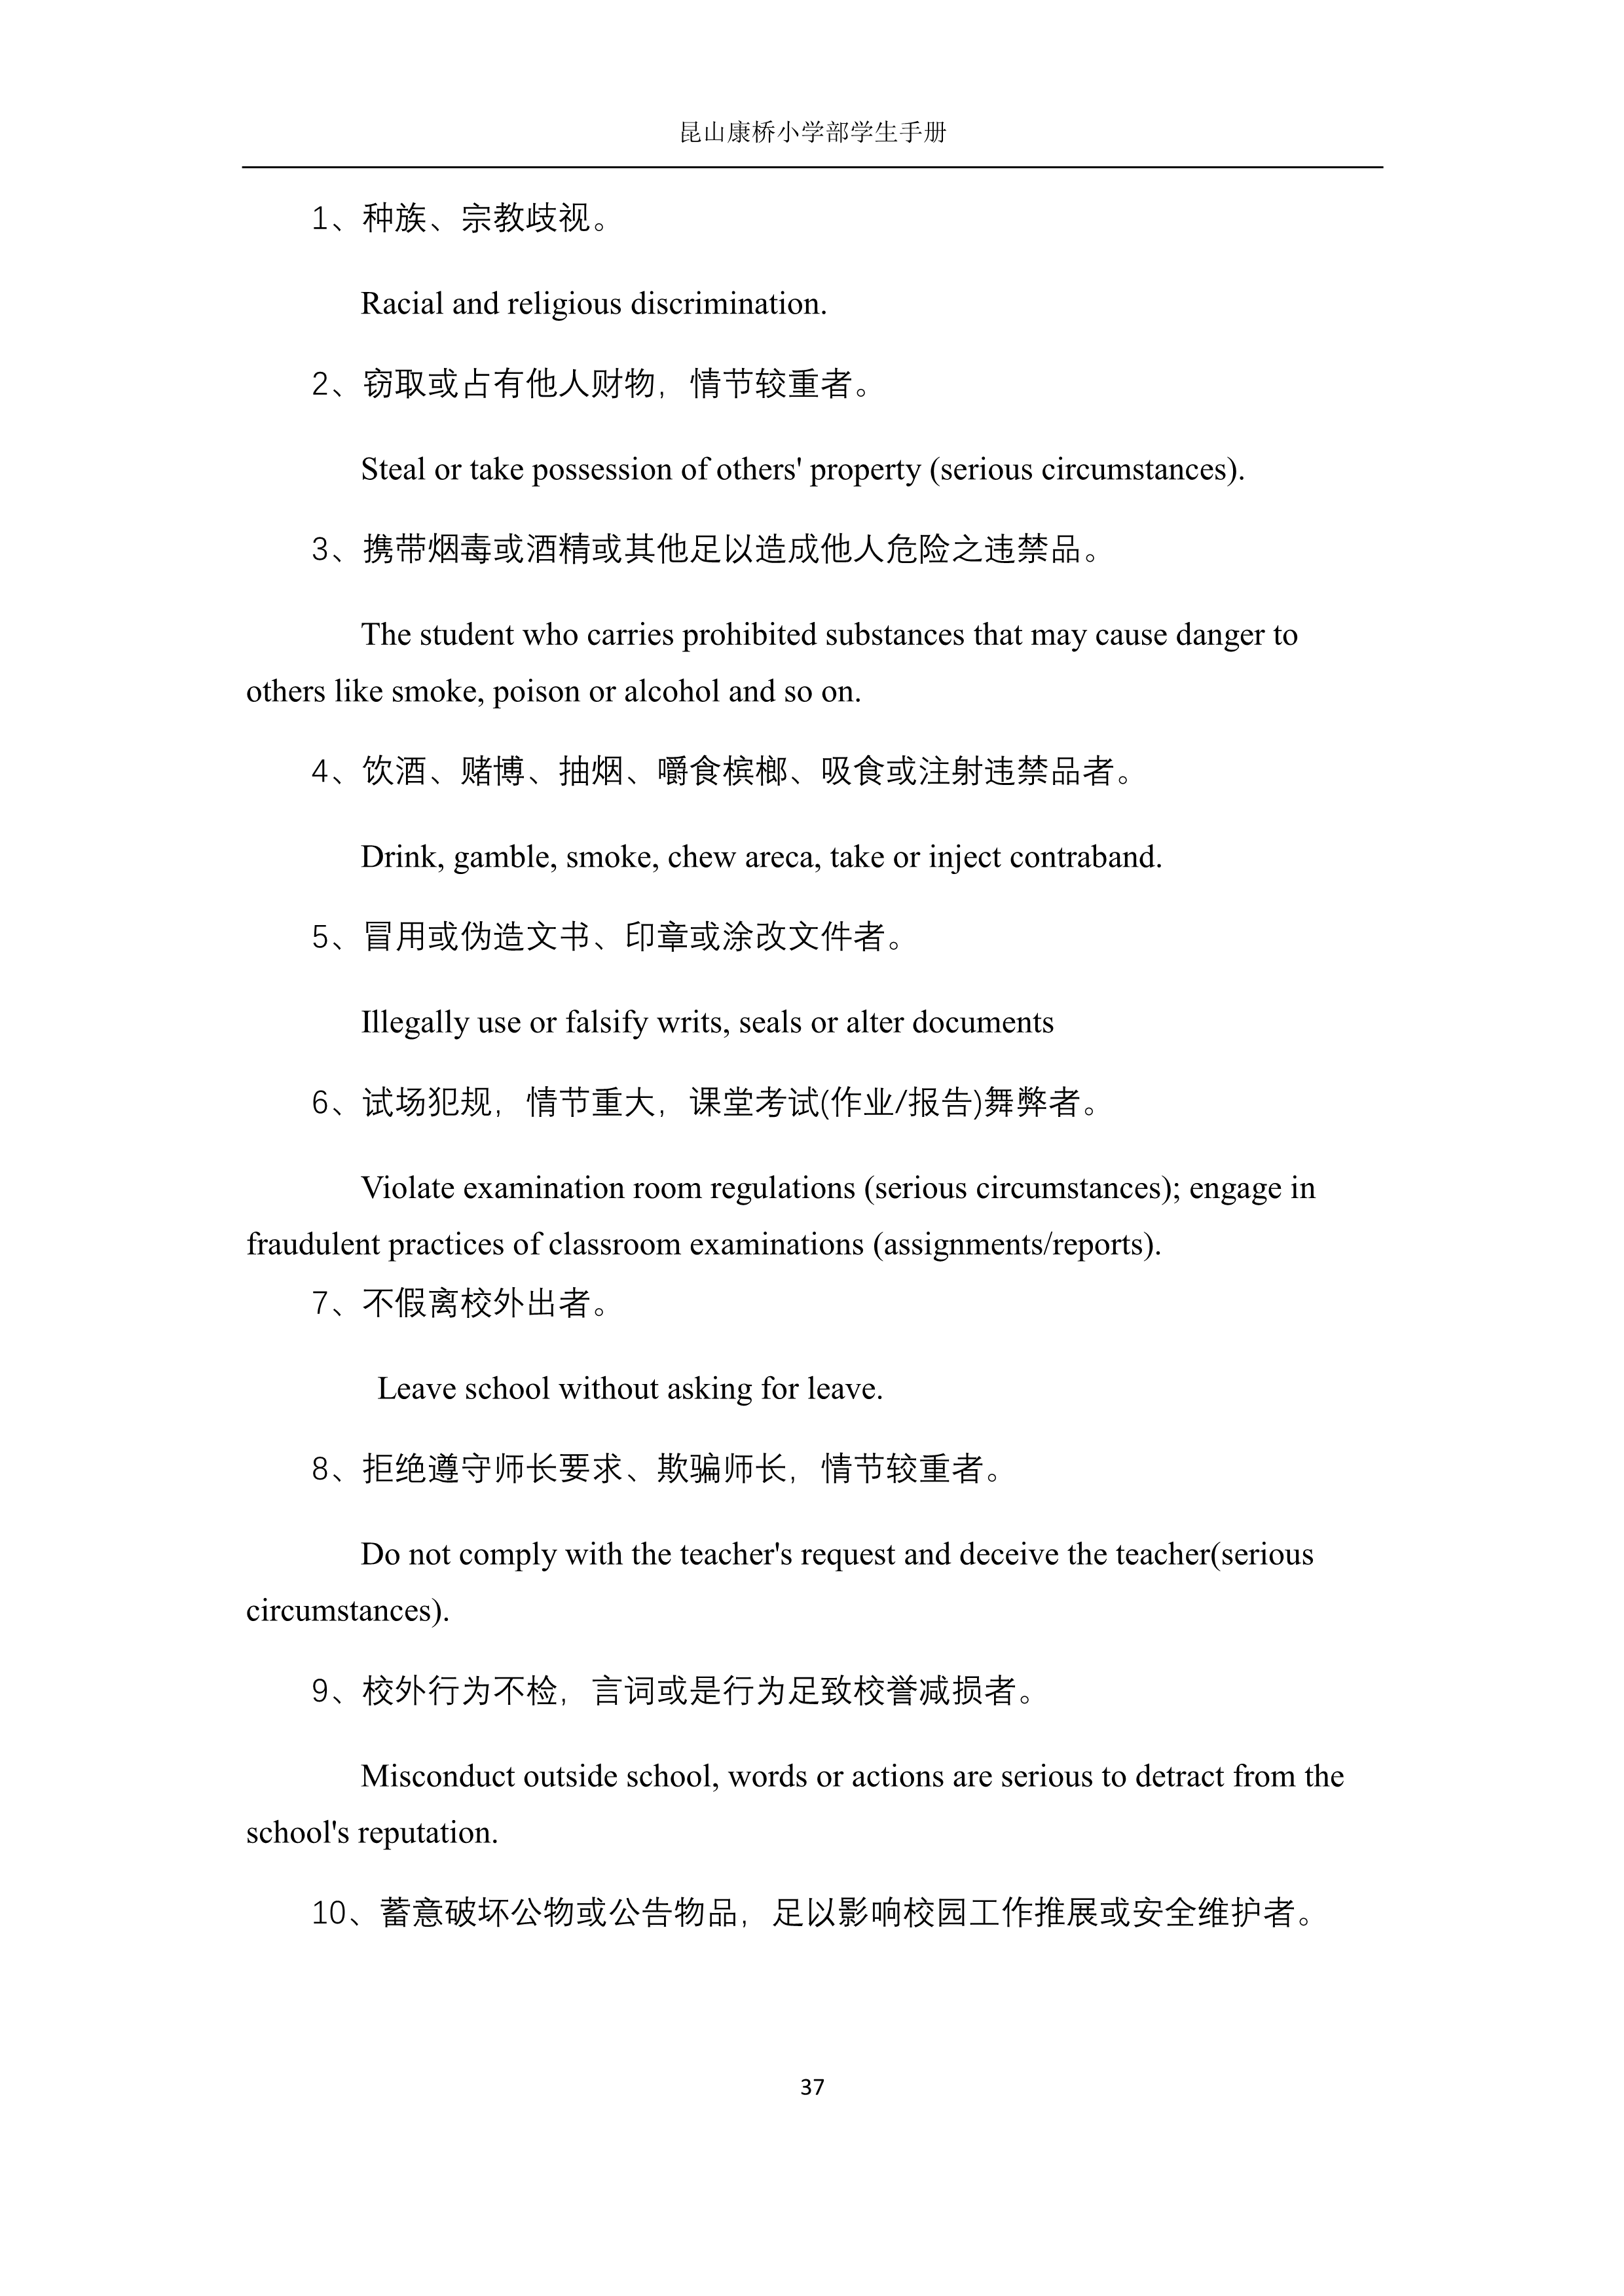 昆山康桥小学部学生手册
1、种族、宗教歧视。
Racial and religious discrimination.
2、窃取或占有他人财物，情节较重者。
Steal or take possession of others' property (serious circumstances).
3、携带烟毒或酒精或其他足以造成他人危险之违禁品。
The student who carries prohibited substances that may cause danger to
others like smoke, poison or alcohol and so on.
4、饮酒、赌博、抽烟、嚼食槟榔、吸食或注射违禁品者。
Drink, gamble, smoke, chew areca, take or inject contraband.
5、冒用或伪造文书、印章或涂改文件者。
Illegally use or falsify writs, seals or alter documents
6、试场犯规，情节重大，课堂考试(作业/报告)舞弊者。
Violate examination room regulations (serious circumstances); engage in
fraudulent practices of classroom examinations (assignments/reports).
7、不假离校外出者。
Leave school without asking for leave.
8、拒绝遵守师长要求、欺骗师长，情节较重者。
Do not comply with the teacher's request and deceive the teacher(serious
circumstances).
9、校外行为不检，言词或是行为足致校誉减损者。
Misconduct outside school, words or actions are serious to detract from the
school's reputation.
10、蓄意破坏公物或公告物品，足以影响校园工作推展或安全维护者。
37